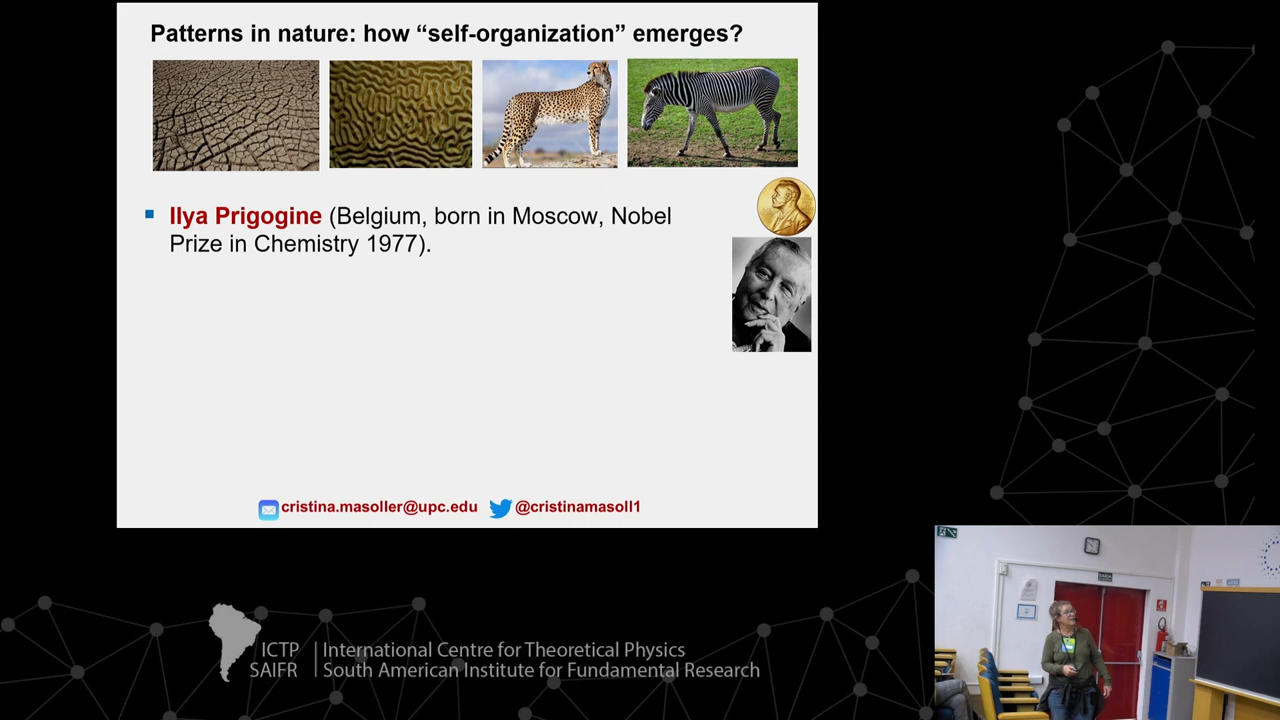 Patterns in nature: how “self-organization” emerges?
Ilya Prigogine (Belgium, born in Moscow, Nobel
Prize in Chemistry 1977).
cristina.masoller@upc.edu @cristinamasoll1
ICTP International Centre for Theoretical Physics
SAIFR South American Institute for Fundamental Research